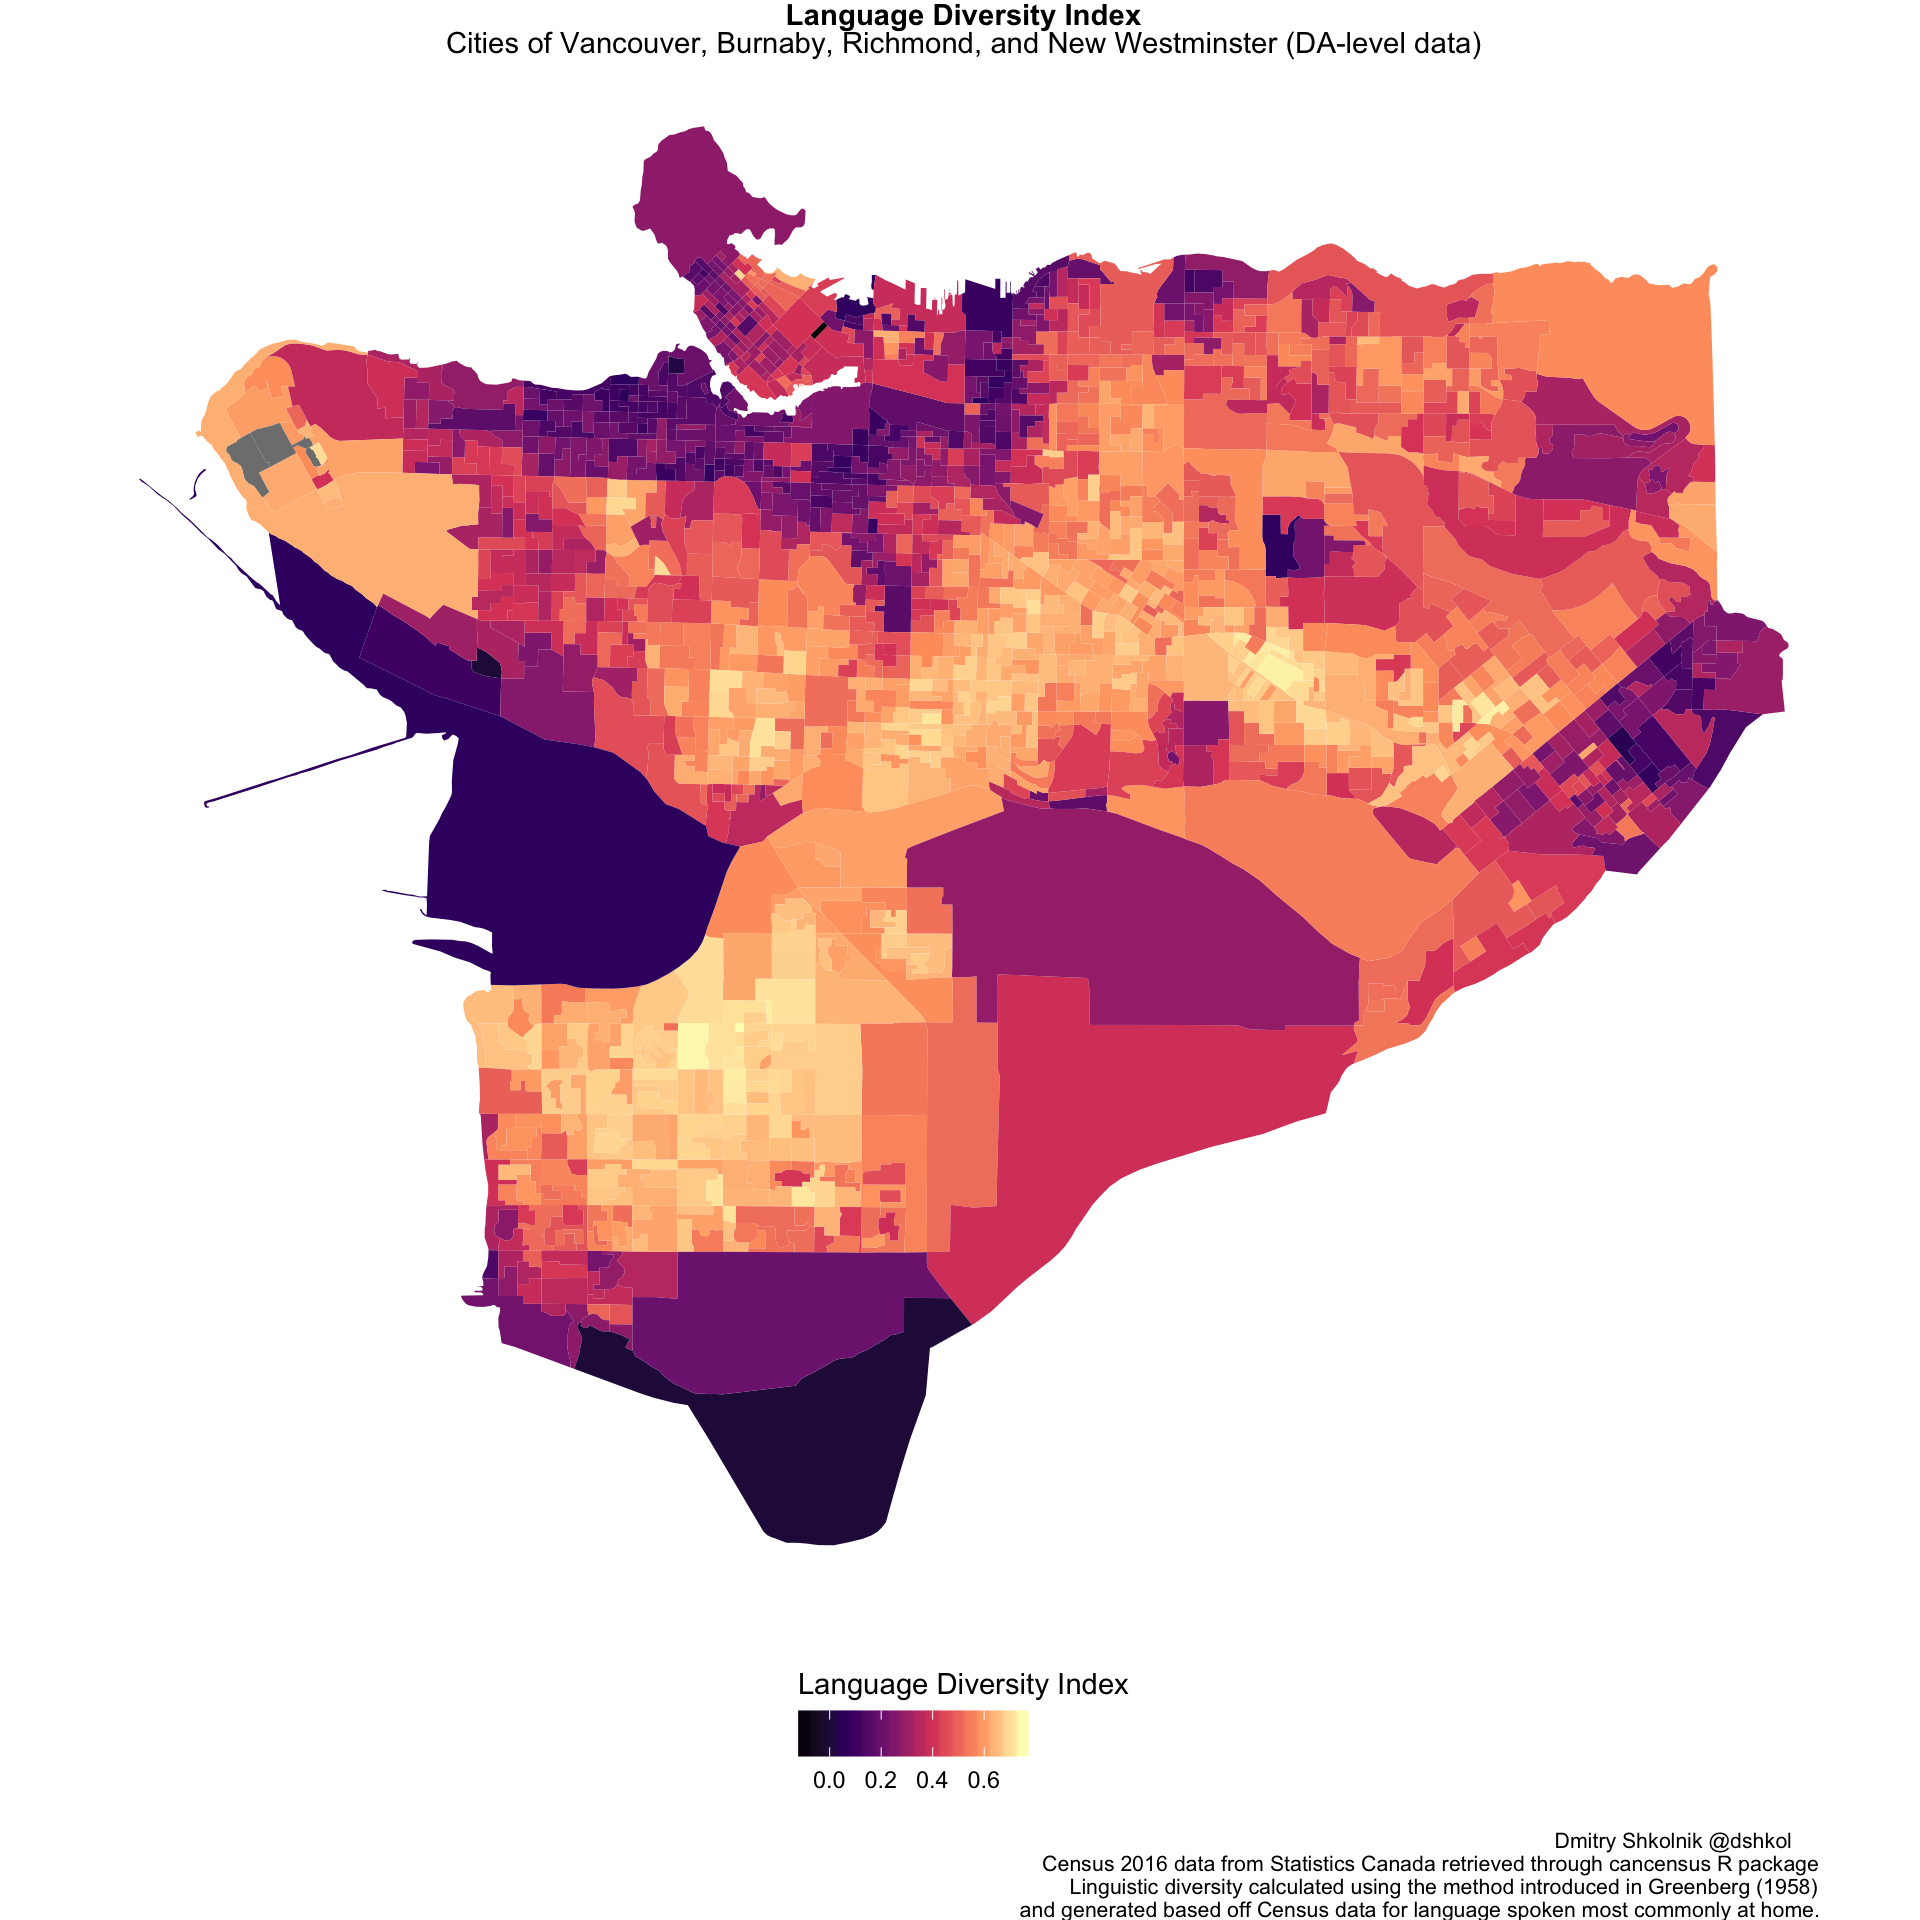 Language Diversity Index
Cities of Vancouver, Burnaby, Richmond, and New Westminster (DA-level data)
Language Diversity Index
0.0 0.2 0.4 0.6
Dmitry Shkolnik @dshkol
Census 2016 data from Statistics Canada retrieved through cancensus R package
Linguistic diversity calculated using the method introduced in Greenberg (1958)
and generated based off Census data for language spoken most commonly at home.